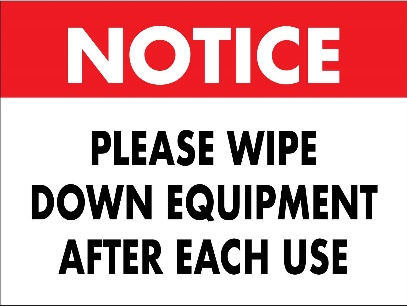 NOTICE
PLEASE WIPE
DOWN EQUIPMENT
AFTER EACH USE